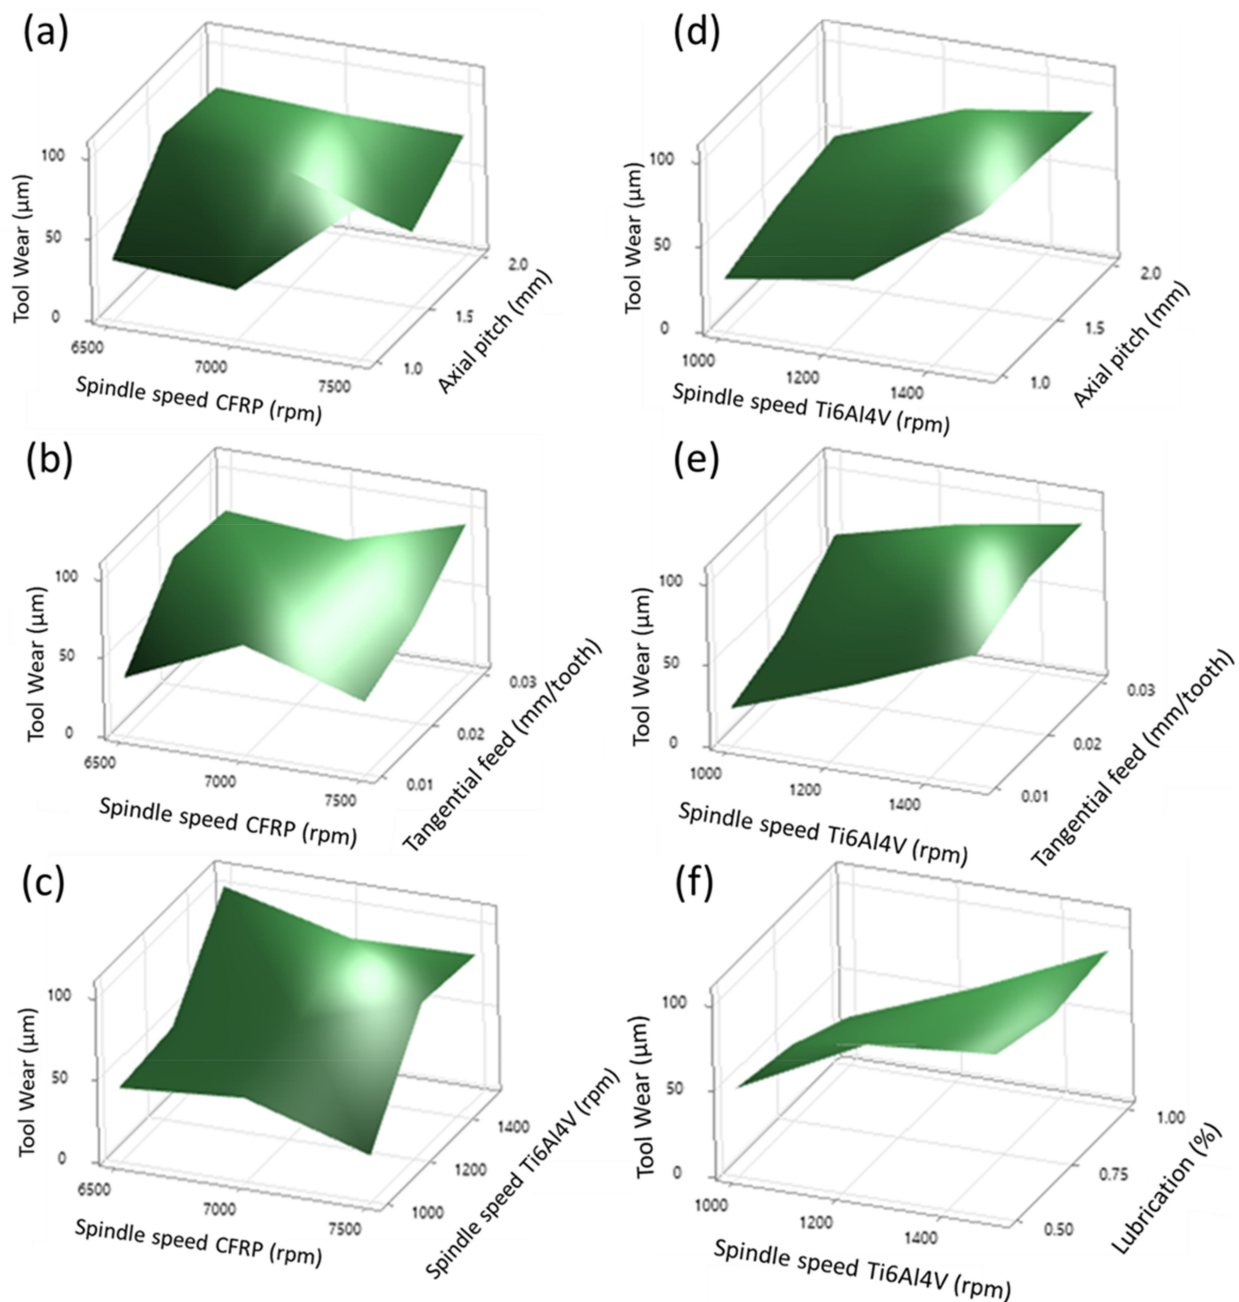 (a)
100
50
0
Tool Wear (µm)
6500
7000
7500
Spindle speed CFRP (rpm)
1.0
1.5
2.0
Axial pitch (mm)
(d)
100
50
0
Tool Wear (µm)
1000
1200
1400
Spindle speed Ti6Al4V (rpm)
1.0
1.5
2.0
Axial pitch (mm)
(b)
100
50
0
Tool Wear (µm)
6500
7000
7500
Spindle speed CFRP (rpm)
0.01
0.02
0.03
Tangential feed (mm/tooth)
(e)
100
50
0
Tool Wear (µm)
1000
1200
1400
Spindle speed Ti6Al4V (rpm)
0.01
0.02
0.03
Tangential feed (mm/tooth)
(c)
100
50
0
Tool Wear (µm)
6500
7000
7500
Spindle speed CFRP (rpm)
1000
1200
1400
Spindle speed Ti6Al4V (rpm)
(f)
100
50
0
Tool Wear (µm)
1000
1200
1400
Spindle speed Ti6Al4V (rpm)
0.50
0.75
1.00
Lubrication (%)